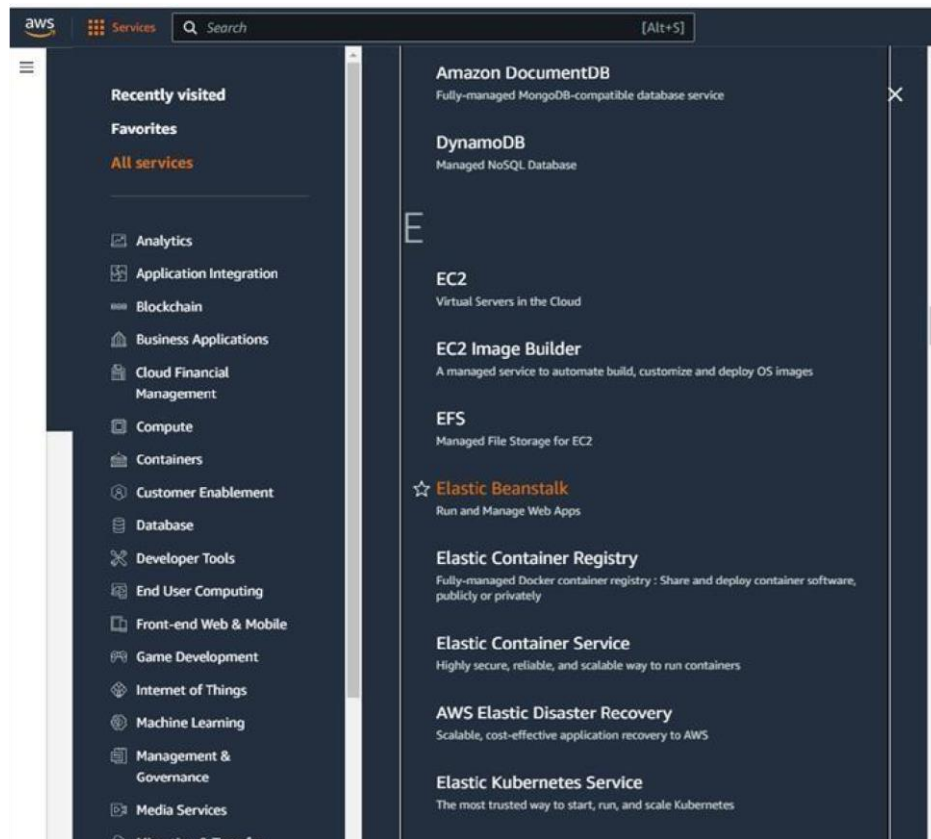 aws
Services
Search
[Alt+S]
Recently visited
Favorites
All services
Analytics
Application Integration
Blockchain
Business Applications
Cloud Financial
Management
Compute
Containers
Customer Enablement
Database
Developer Tools
End User Computing
Front-end Web & Mobile
Game Development
Internet of Things
Machine Learning
Management &
Governance
Media Services
Amazon DocumentDB
Fully-managed MongoDB-compatible database service
DynamoDB
Managed NoSQL Database
E
EC2
Virtual Servers in the Cloud
EC2 Image Builder
A managed service to automate build, customize and deploy OS images
EFS
Managed File Storage for EC2
Elastic Beanstalk
Run and Manage Web Apps
Elastic Container Registry
Fully-managed Docker container registry : Share and deploy container software,
publicly or privately
Elastic Container Service
Highly secure, reliable, and scalable way to run containers
AWS Elastic Disaster Recovery
Scalable, cost-effective application recovery to AWS
Elastic Kubernetes Service
The most trusted way to start, run, and scale Kubernetes